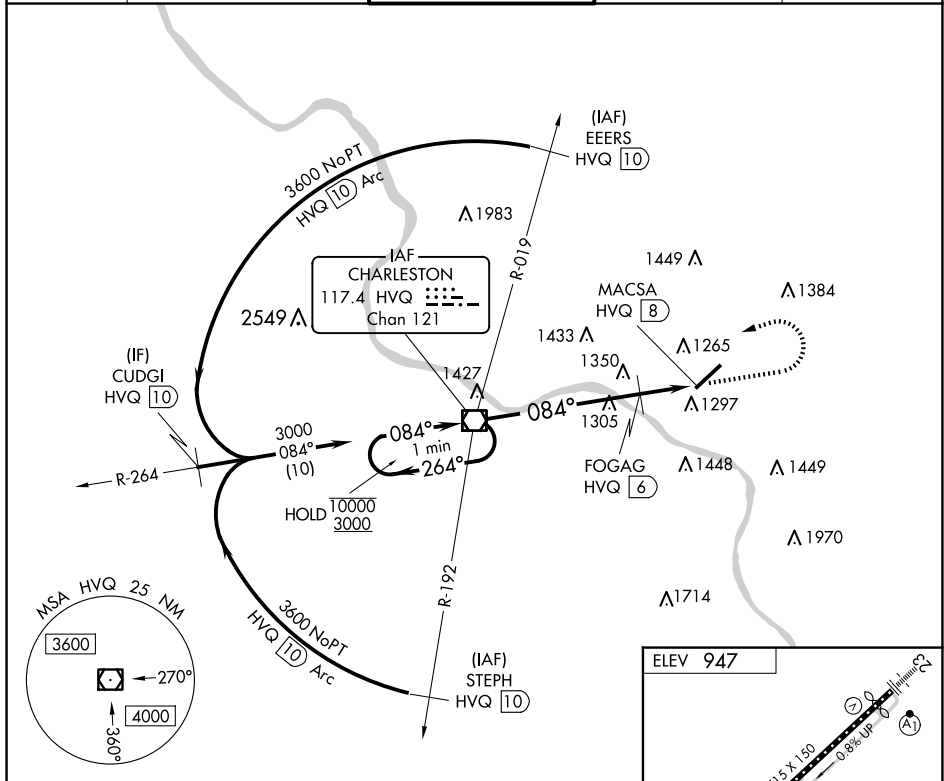 (IAF)
EEERS
HVQ 10
3600 NoPT
HVQ 10 Arc
1983
R-019
IAF
CHARLESTON
117.4 HVQ
Chan 121
1449
MACSA
HVQ 8
1384
2549
1433
1350
1265
(IF)
CUDGI
HVQ 10
1427
084°
1305
1297
3000
084°
(10)
084°
1 min
264°
R-264
FOGAG
HVQ 6
1448
1449
HOLD 10000
3000
1970
R-192
1714
MSA HVQ 25 NM
3600
270°
4000
360°
3600 NoPT
HVQ 10 Arc
(IAF)
STEPH
HVQ 10
ELEV 947
23
V
A1
15 X 150
0.8% UP